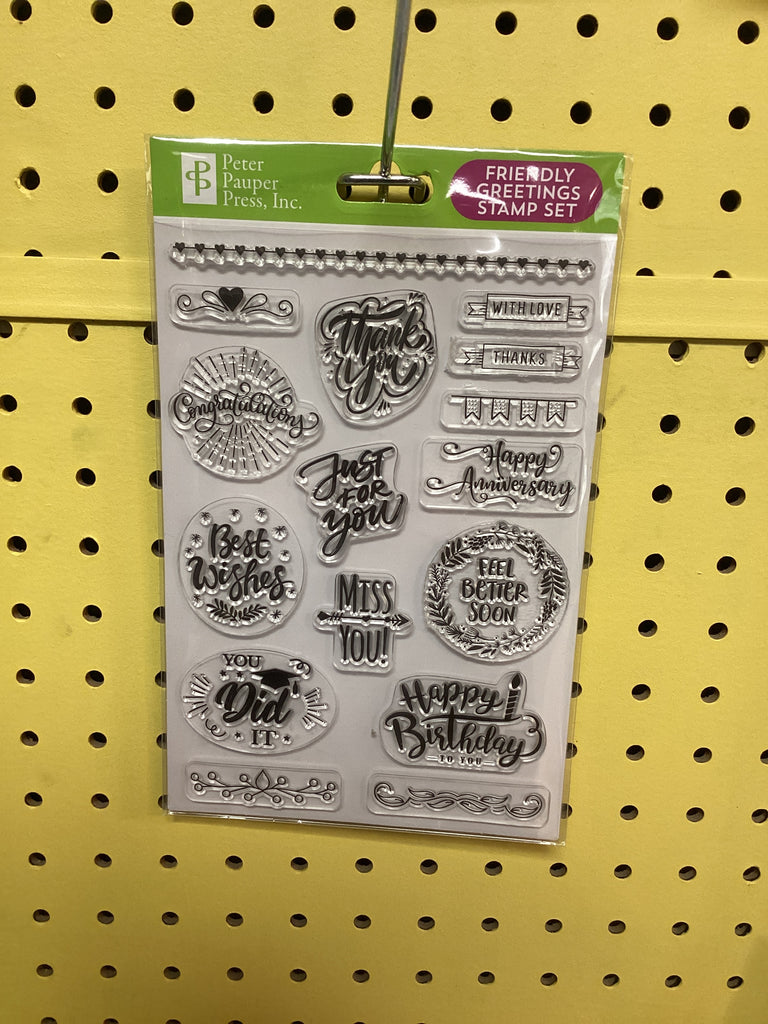 Peter
Pauper
Press, Inc.
FRIENDLY
GREETINGS
STAMP SET
Thank
you
WITH LOVE
THANKS
Congratulations
Just
FOR
you
Happy
Anniversary
Best
Wishes
FEEL
BETTER
SOON
MISS
YOU!
YOU
Did
IT
Happy
Birthday
TO YOU